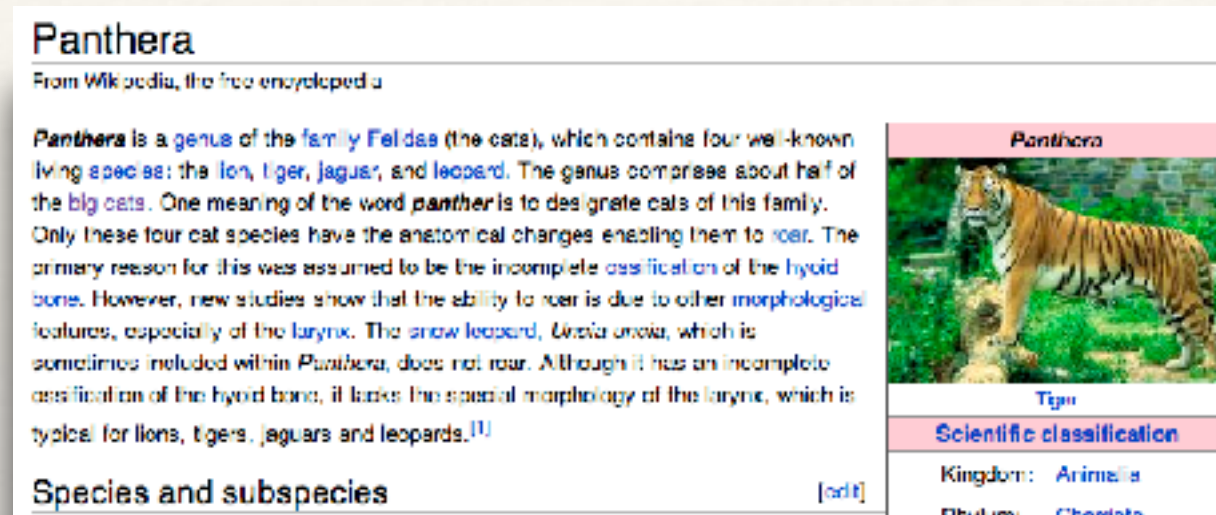 Panthera
From Wikipedia, the free encyclopedia
Panthera is a genus of the family Felidae (the cats), which contains four well-known
living species: the lion, tiger, jaguar, and leopard. The genus comprises about half of
the big cats. One meaning of the word panther is to designate cats of this family.
Only these four cat species have the anatomical changes enabling them to roar. The
primary reason for this was assumed to be the incomplete ossification of the hyoid
bone. However, new studies show that the ability to roar is due to other morphological
features, especially of the larynx. The snow leopard, Uncia uncia, which is
sometimes included within Panthera, does not roar. Although it has an incomplete
ossification of the hyoid bone, it lacks the special morphology of the larynx, which is
typical for lions, tigers, jaguars and leopards.[1]
Species and subspecies [edit]
Panthera
Tiger
Scientific classification
Kingdom: Animalia
Phylum: Chordata